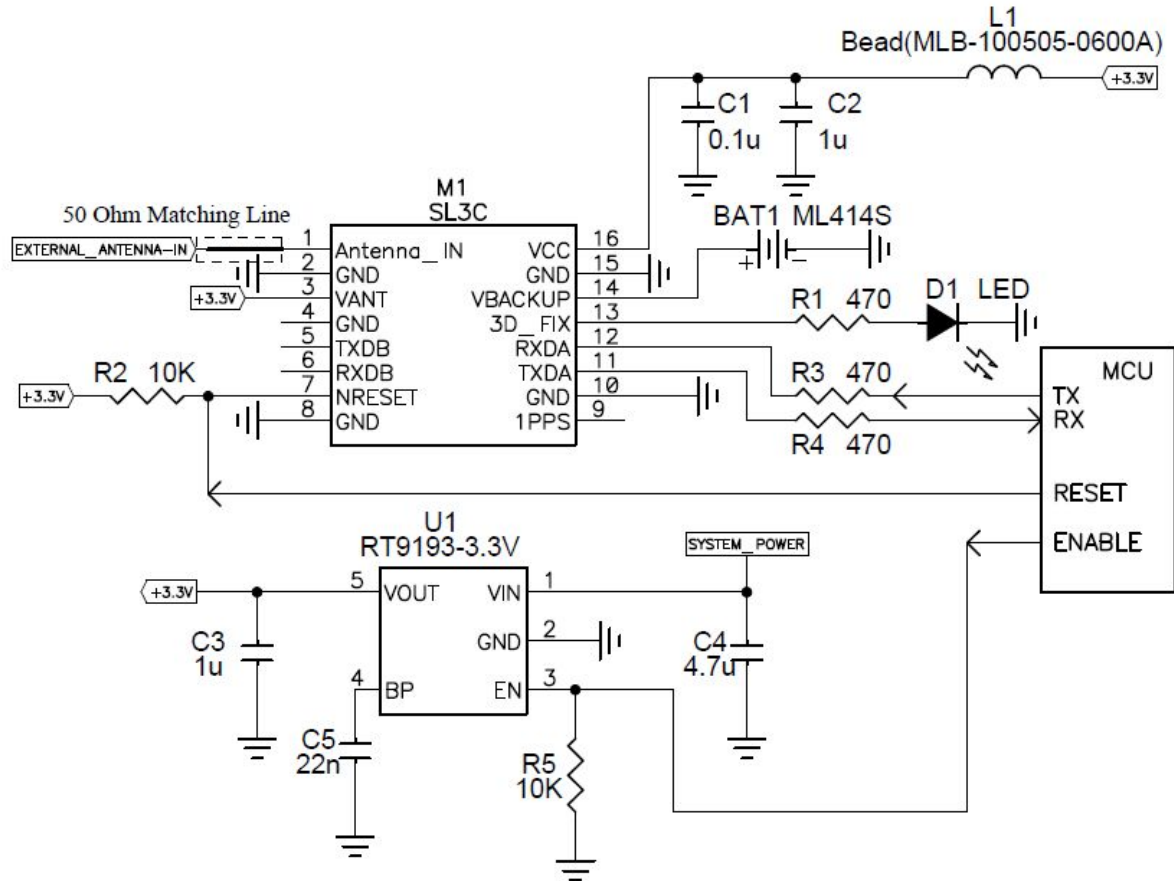 L1
Bead(MLB-100505-0600A)
+3.3V
C1
0.1u
C2
1u
M1
SL3C
50 Ohm Matching Line
EXTERNAL_ANTENNA-IN
BAT1 ML414S
+ −
1 Antenna_IN VCC 16
2 GND GND 15
+3.3V 3 VANT VBACKUP 14
4 GND 3D_FIX 13
5 TXDB RXDA 12
6 RXDB TXDA 11
7 NRESET GND 10
8 GND 1PPS 9
R1 470
D1 LED
R2 10K
+3.3V
R3 470
R4 470
MCU
TX
RX
RESET
ENABLE
U1
RT9193-3.3V
SYSTEM_POWER
+3.3V
5 VOUT VIN 1
GND 2
4 BP EN 3
C3
1u
C4
4.7u
C5
22n
R5
10K